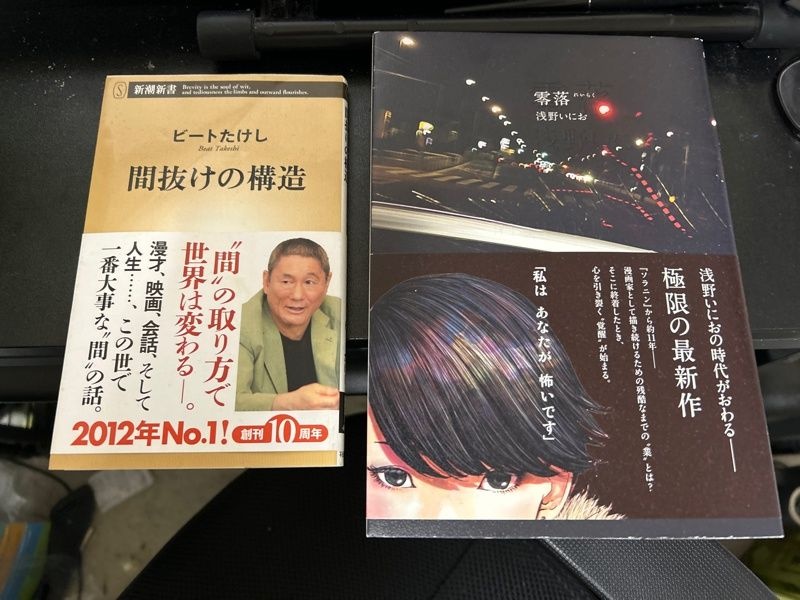 新潮新書
Brevity is the soul of wit,
and tediousness the limbs and outward flourishes.
ビートたけし
Beat Takeshi
間抜けの構造
〝間〟の取り方で
世界は変わる―。
漫才、映画、会話、そして
人生……、この世で
一番大事な〝間〟の話。
2012年No.1!
創刊10周年
零落 れいらく
浅野いにお
浅野いにおの時代がおわる――
極限の最新作
『ソラニン』から約11年――
漫画家として描き続けるための残酷なまでの〝業〟とは?
そこに終着したとき、
心を引き裂く〝覚醒〟が始まる。
「私は あなたが 怖いです」